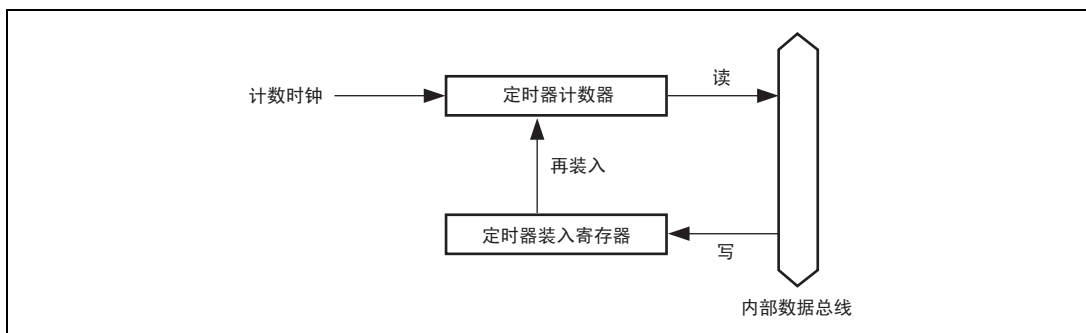 计数时钟
定时器计数器
读
再装入
定时器装入寄存器
写
内部数据总线